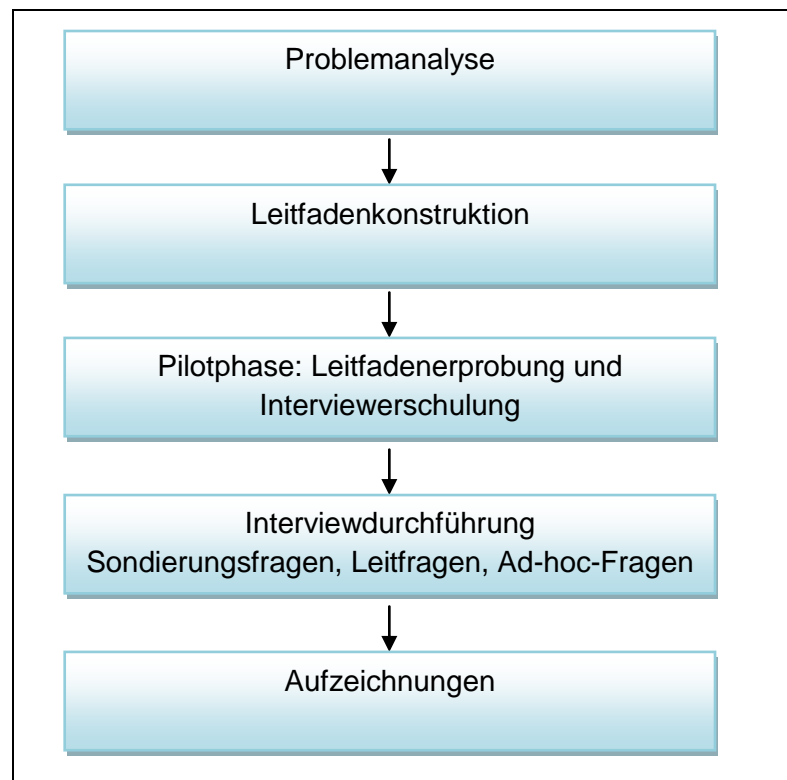 Problemanalyse
Leitfadenkonstruktion
Pilotphase: Leitfadenerprobung und
Interviewerschulung
Interviewdurchführung
Sondierungsfragen, Leitfragen, Ad-hoc-Fragen
Aufzeichnungen